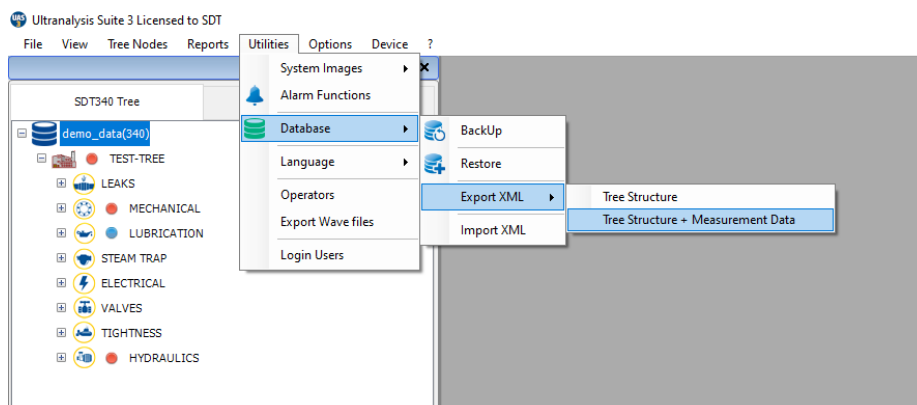 UAS Ultranalysis Suite 3 Licensed to SDT
File View Tree Nodes Reports Utilities Options Device ?
System Images
Alarm Functions
Database
Language
Operators
Export Wave files
Login Users
BackUp
Restore
Export XML
Import XML
Tree Structure
Tree Structure + Measurement Data
SDT340 Tree
demo_data(340)
TEST-TREE
LEAKS
MECHANICAL
LUBRICATION
STEAM TRAP
ELECTRICAL
VALVES
TIGHTNESS
HYDRAULICS